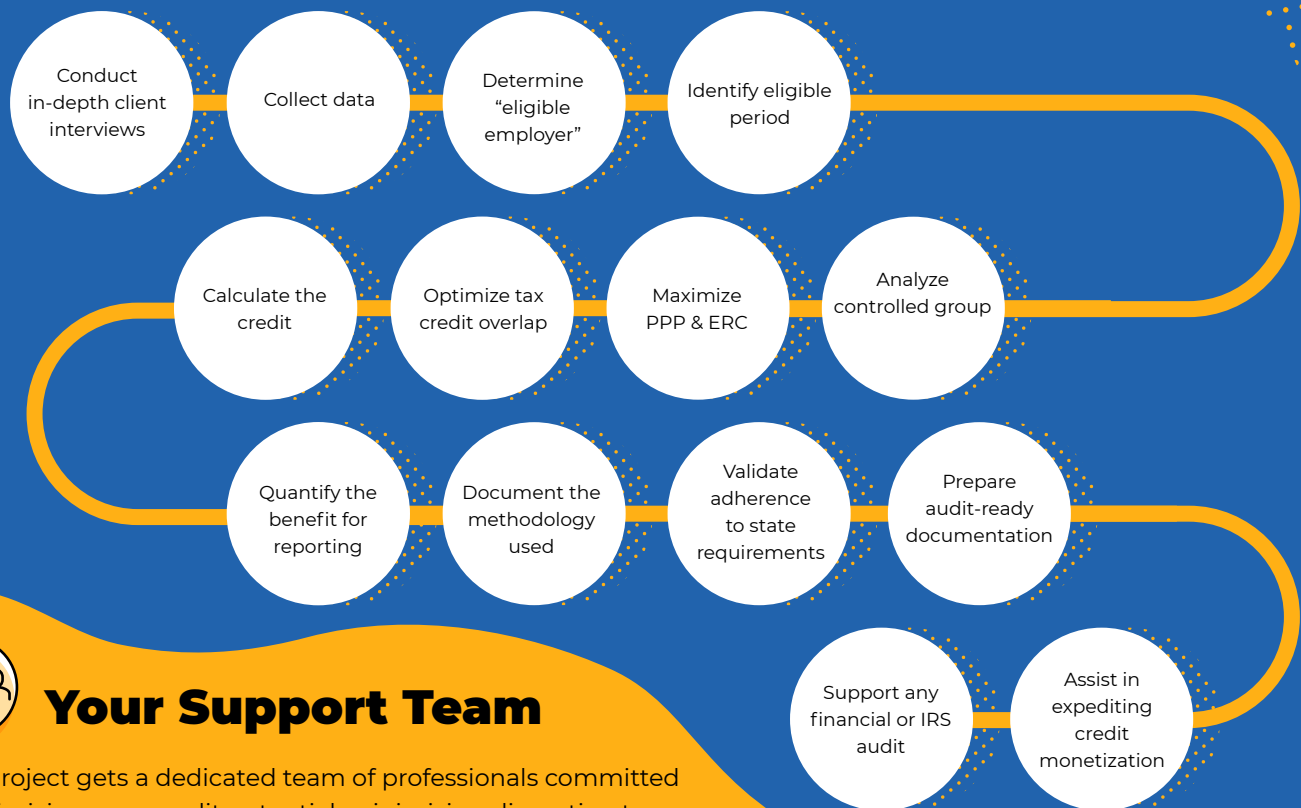 Conduct
in-depth client
interviews
Collect data
Determine
“eligible
employer”
Identify eligible
period
Analyze
controlled group
Maximize
PPP & ERC
Optimize tax
credit overlap
Calculate the
credit
Quantify the
benefit for
reporting
Document the
methodology
used
Validate
adherence
to state
requirements
Prepare
audit-ready
documentation
Assist in
expediting
credit
monetization
Support any
financial or IRS
audit
Your Support Team
roject gets a dedicated team of professionals committed